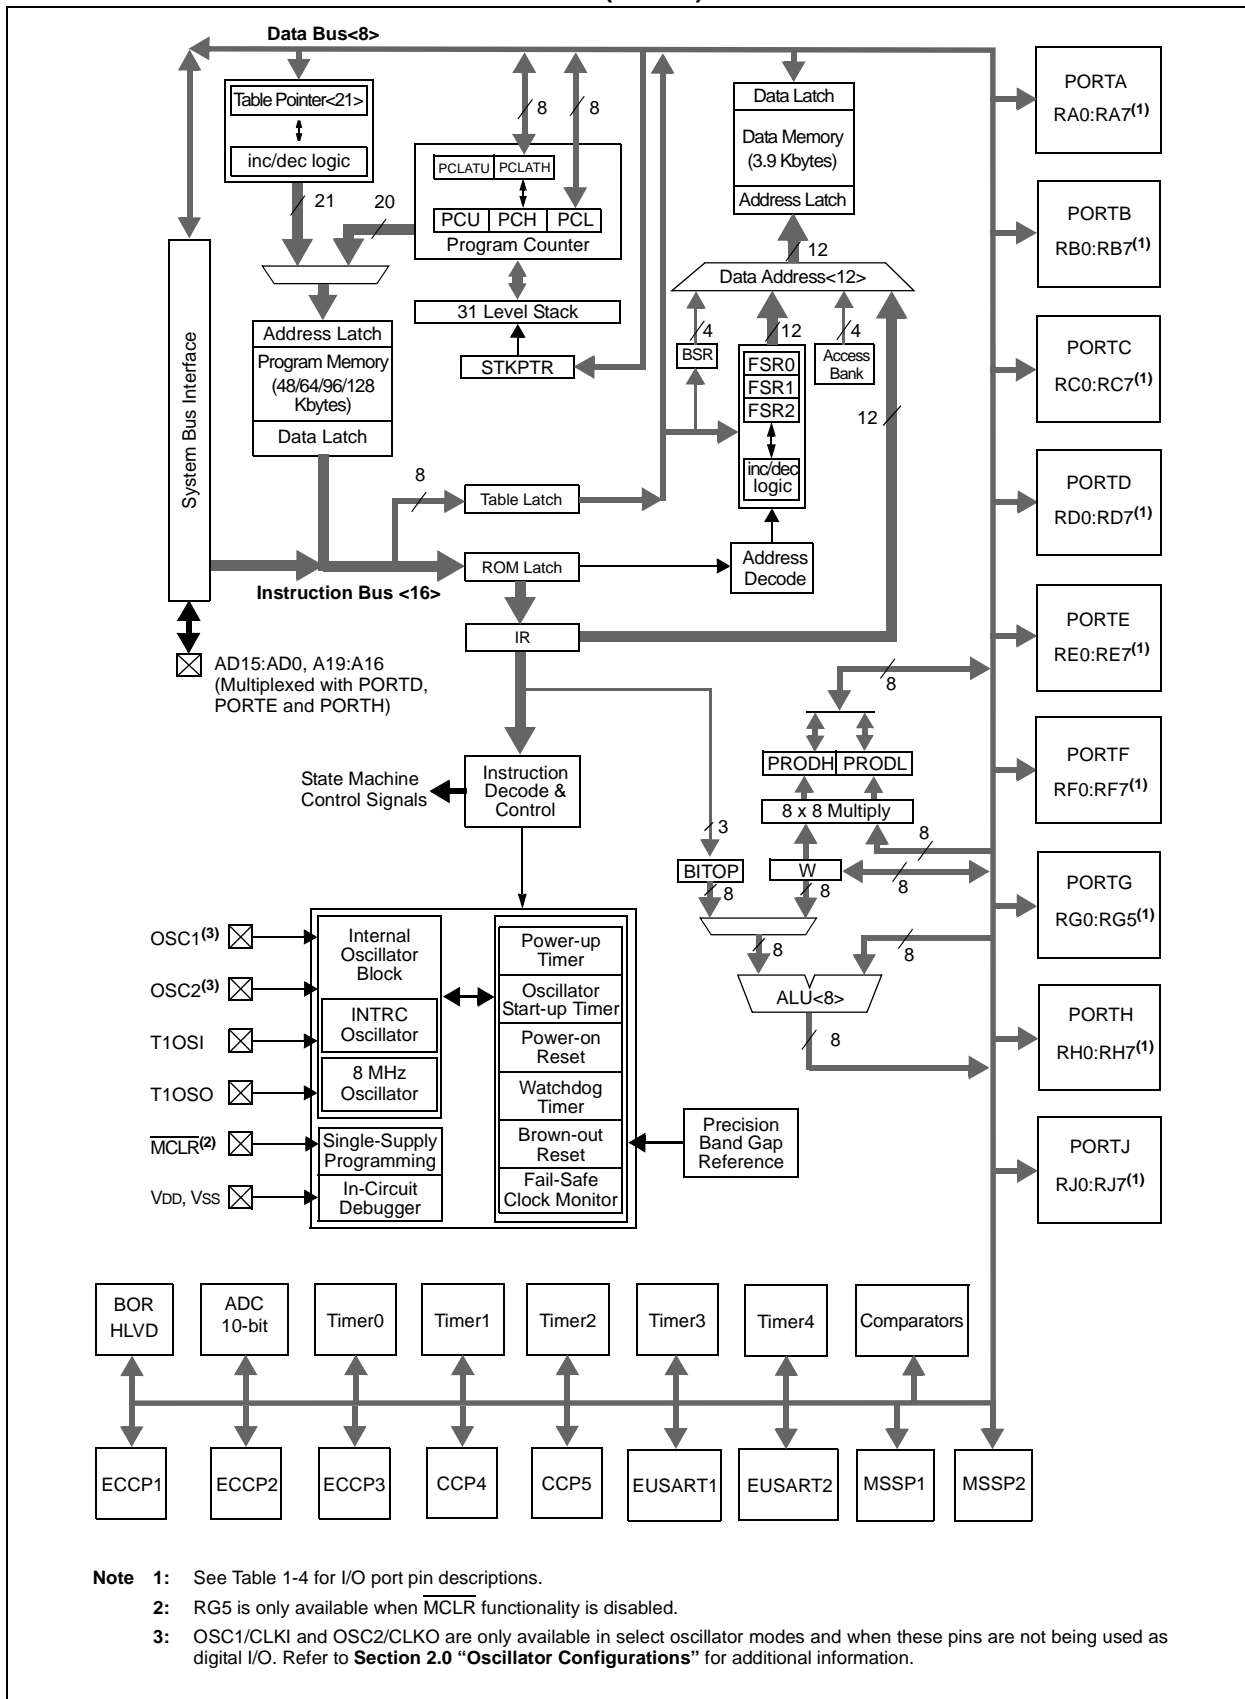 Data Bus<8>
Table Pointer<21>
inc/dec logic
21
20
8
8
PCLATU PCLATH
PCU PCH PCL
Program Counter
31 Level Stack
STKPTR
Data Latch
Data Memory
(3.9 Kbytes)
Address Latch
12
Data Address<12>
4
12
4
BSR
FSR0
FSR1
FSR2
inc/dec
logic
Access
Bank
12
System Bus Interface
Address Latch
Program Memory
(48/64/96/128
Kbytes)
Data Latch
8
Table Latch
ROM Latch
Address
Decode
Instruction Bus <16>
IR
AD15:AD0, A19:A16
(Multiplexed with PORTD,
PORTE and PORTH)
State Machine
Control Signals
Instruction
Decode &
Control
8
PRODH PRODL
8 x 8 Multiply
8
3
BITOP
W
8
8
8
8
8
ALU<8>
8
OSC1(3)
OSC2(3)
T1OSI
T1OSO
MCLR(2)
VDD, VSS
Internal
Oscillator
Block
INTRC
Oscillator
8 MHz
Oscillator
Single-Supply
Programming
In-Circuit
Debugger
Power-up
Timer
Oscillator
Start-up Timer
Power-on
Reset
Watchdog
Timer
Brown-out
Reset
Fail-Safe
Clock Monitor
Precision
Band Gap
Reference
PORTA
RA0:RA7(1)
PORTB
RB0:RB7(1)
PORTC
RC0:RC7(1)
PORTD
RD0:RD7(1)
PORTE
RE0:RE7(1)
PORTF
RF0:RF7(1)
PORTG
RG0:RG5(1)
PORTH
RH0:RH7(1)
PORTJ
RJ0:RJ7(1)
BOR
HLVD
ADC
10-bit
Timer0
Timer1
Timer2
Timer3
Timer4
Comparators
ECCP1
ECCP2
ECCP3
CCP4
CCP5
EUSART1
EUSART2
MSSP1
MSSP2
Note 1: See Table 1-4 for I/O port pin descriptions.
2: RG5 is only available when MCLR functionality is disabled.
3: OSC1/CLKI and OSC2/CLKO are only available in select oscillator modes and when these pins are not being used as
digital I/O. Refer to Section 2.0 “Oscillator Configurations” for additional information.